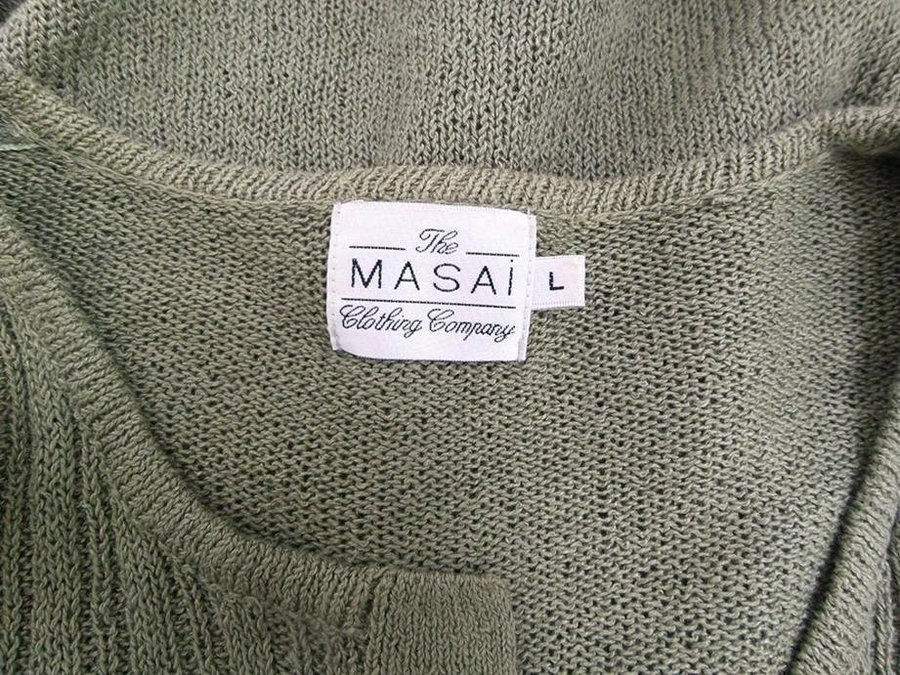 The
MASAi
Clothing Company
L